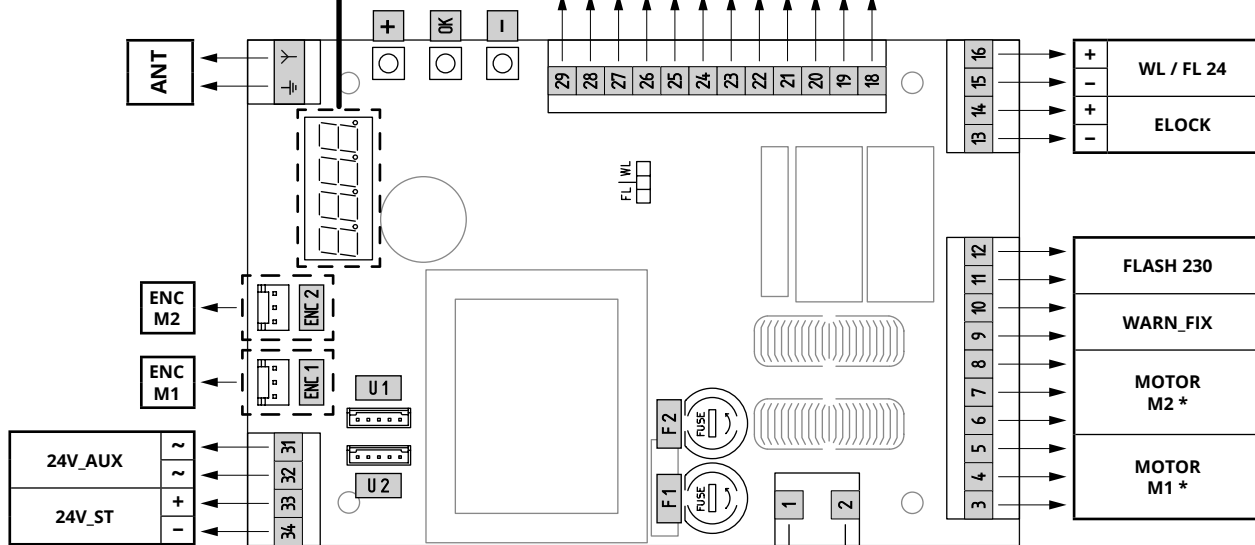 +
OK
−
ANT
29
28
27
26
25
24
23
22
21
20
19
18
16
15
14
13
+
−
+
−
WL / FL 24
ELOCK
FL | WL
12
11
10
9
8
7
6
5
4
3
FLASH 230
WARN_FIX
MOTOR
M2 *
MOTOR
M1 *
ENC
M2
ENC 2
ENC
M1
ENC 1
U1
U2
F2
FUSE
F1
FUSE
1
2
24V_AUX
~
~
24V_ST
+
−
31
32
33
34